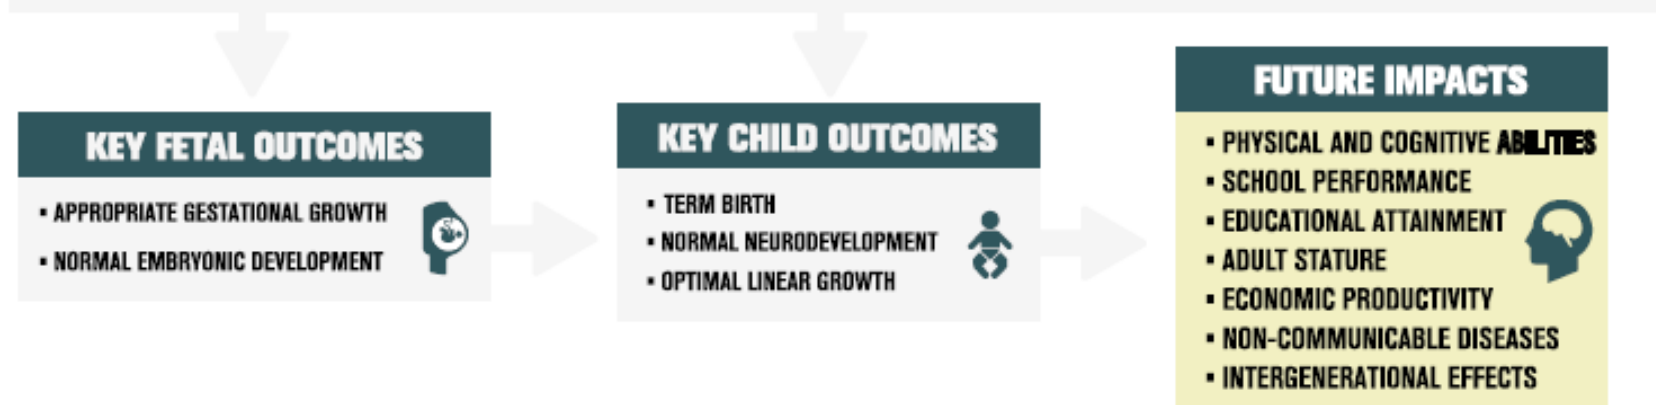 KEY FETAL OUTCOMES
▪ APPROPRIATE GESTATIONAL GROWTH
▪ NORMAL EMBRYONIC DEVELOPMENT
KEY CHILD OUTCOMES
▪ TERM BIRTH
▪ NORMAL NEURODEVELOPMENT
▪ OPTIMAL LINEAR GROWTH
FUTURE IMPACTS
▪ PHYSICAL AND COGNITIVE ABILITIES
▪ SCHOOL PERFORMANCE
▪ EDUCATIONAL ATTAINMENT
▪ ADULT STATURE
▪ ECONOMIC PRODUCTIVITY
▪ NON-COMMUNICABLE DISEASES
▪ INTERGENERATIONAL EFFECTS